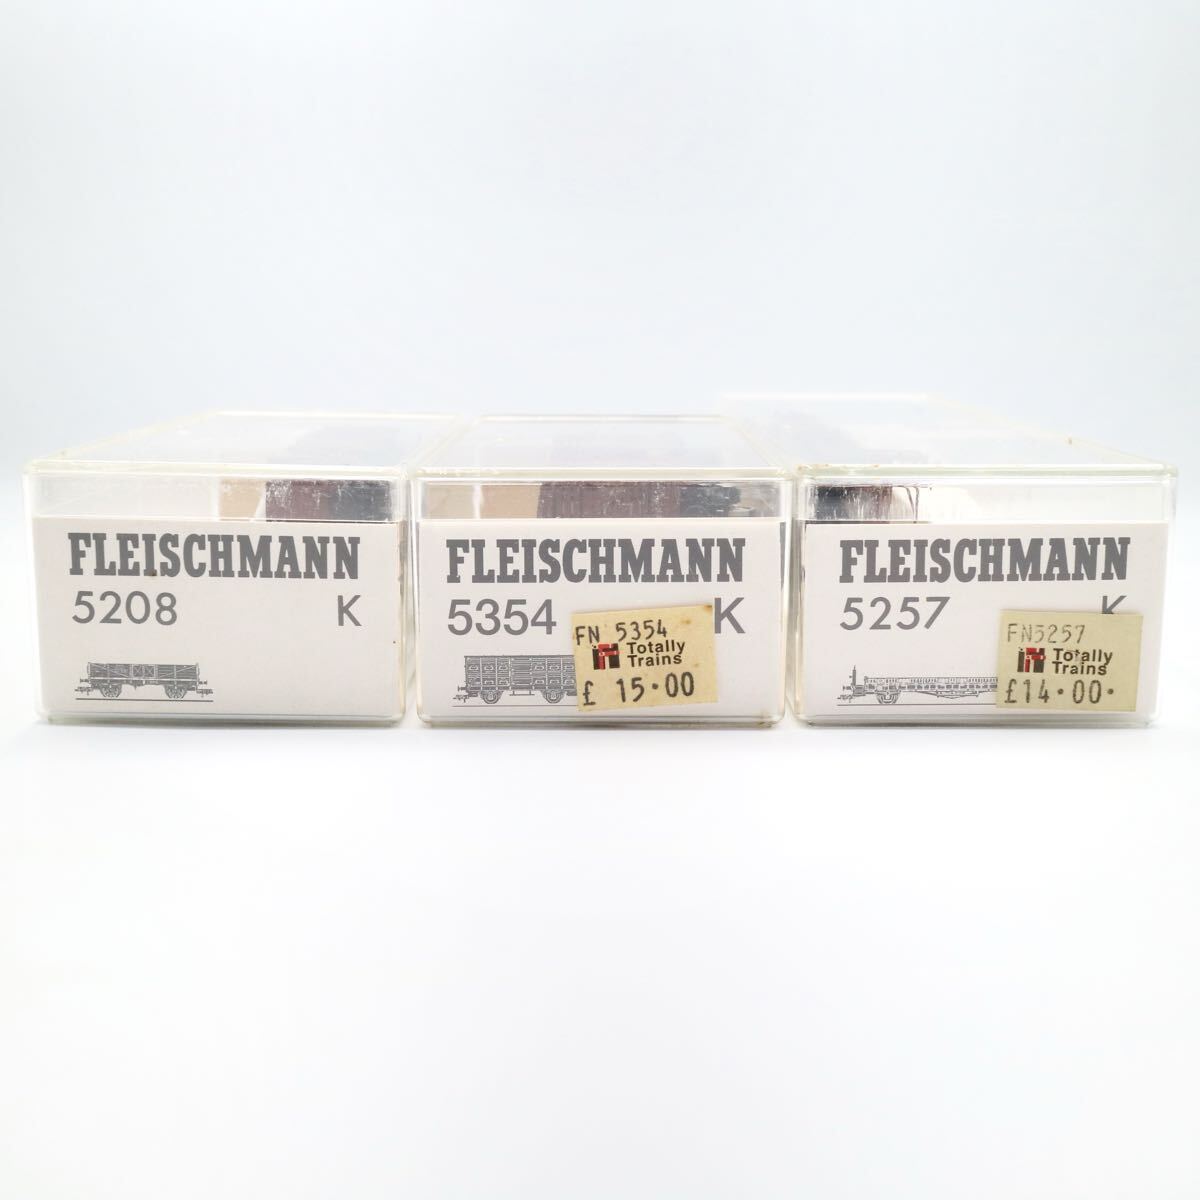 FLEISCHMANN
5208 K
FLEISCHMANN
5354 K
FN 5354
Totally
Trains
£ 15·00
FLEISCHMANN
5257 K
FN5257
Totally
Trains
£14·00·